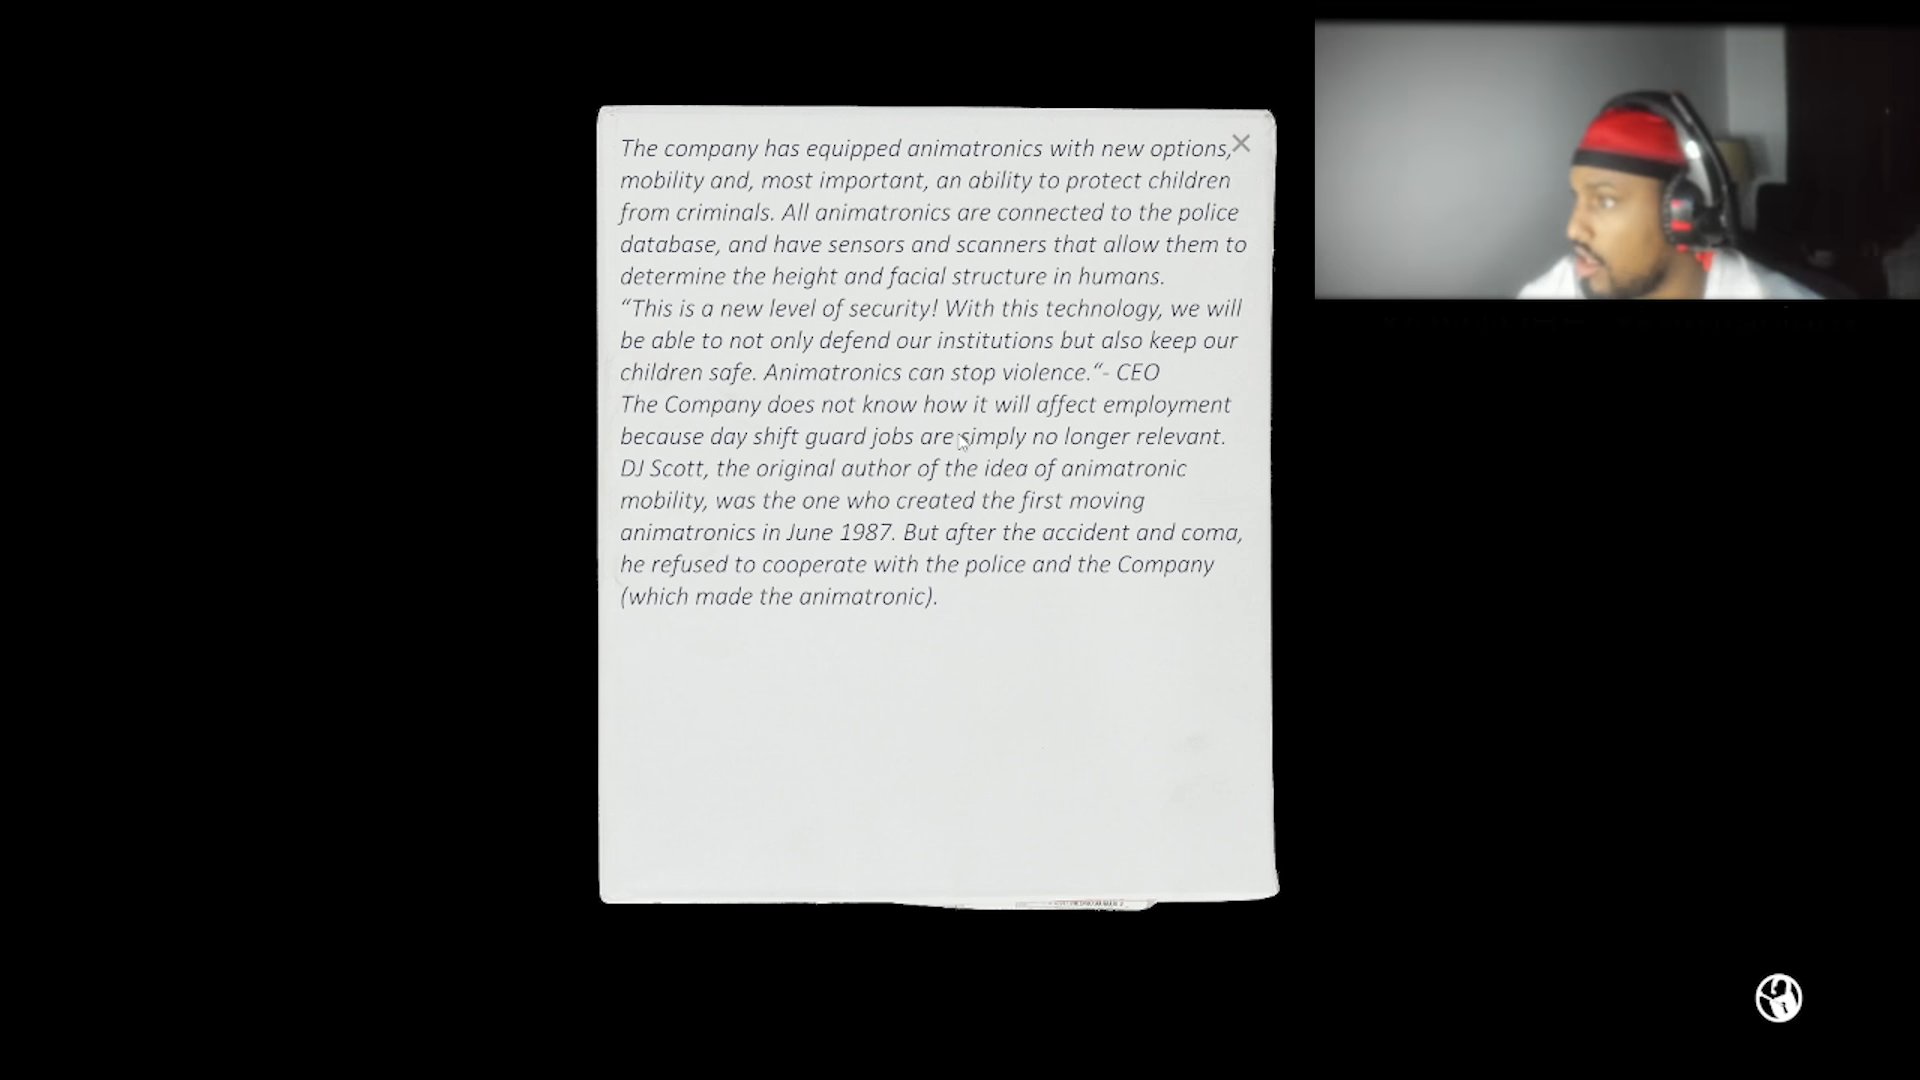 The company has equipped animatronics with new options,
mobility and, most important, an ability to protect children
from criminals. All animatronics are connected to the police
database, and have sensors and scanners that allow them to
determine the height and facial structure in humans.
“This is a new level of security! With this technology, we will
be able to not only defend our institutions but also keep our
children safe. Animatronics can stop violence.“- CEO
The Company does not know how it will affect employment
because day shift guard jobs are simply no longer relevant.
DJ Scott, the original author of the idea of animatronic
mobility, was the one who created the first moving
animatronics in June 1987. But after the accident and coma,
he refused to cooperate with the police and the Company
(which made the animatronic).